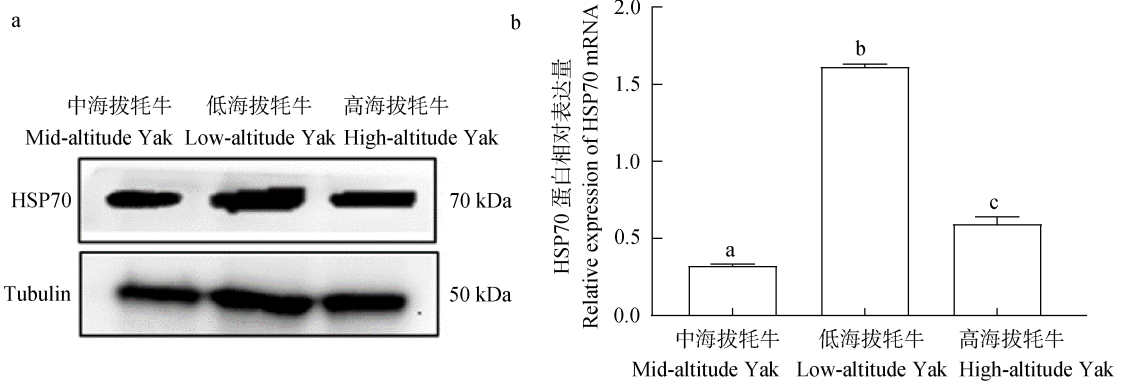 a
中海拔牦牛 低海拔牦牛 高海拔牦牛
Mid-altitude Yak Low-altitude Yak High-altitude Yak
HSP70 70 kDa
Tubulin 50 kDa
b
HSP70 蛋白相对表达量
Relative expression of HSP70 mRNA
2.0
1.5
1.0
0.5
0.0
a
b
c
中海拔牦牛 低海拔牦牛 高海拔牦牛
Mid-altitude Yak Low-altitude Yak High-altitude Yak